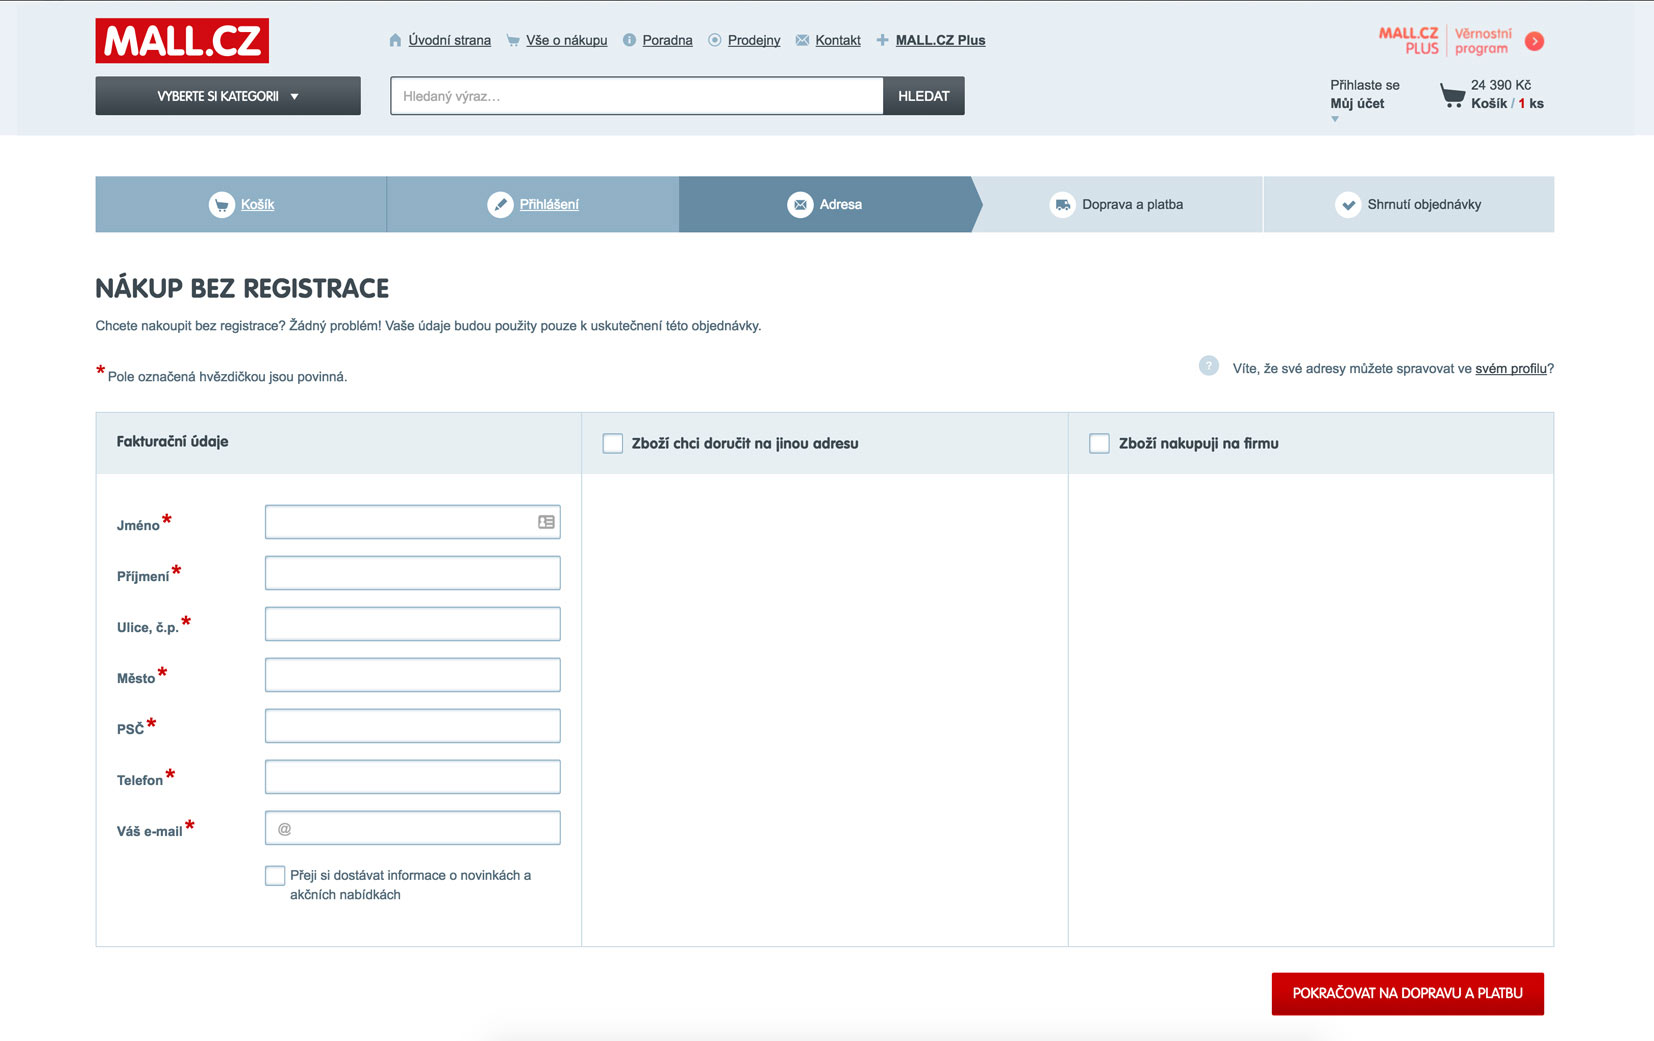 MALL.CZ
Úvodní strana Vše o nákupu Poradna Prodejny Kontakt MALL.CZ Plus
MALL.CZ PLUS Věrnostní program
VYBERTE SI KATEGORII
Hledaný výraz...
HLEDAT
Přihlaste se
Můj účet
24 390 Kč
Košík / 1 ks
Košík Přihlášení Adresa Doprava a platba Shrnutí objednávky
NÁKUP BEZ REGISTRACE
Chcete nakoupit bez registrace? Žádný problém! Vaše údaje budou použity pouze k uskutečnení této objednávky.
* Pole označená hvězdičkou jsou povinná.
? Víte, že své adresy můžete spravovat ve svém profilu?
Fakturační údaje
Zboží chci doručit na jinou adresu
Zboží nakupuji na firmu
Jméno*
Příjmení*
Ulice, č.p.*
Město*
PSČ*
Telefon*
Váš e-mail* @
Přeji si dostávat informace o novinkách a
akčních nabídkách
POKRAČOVAT NA DOPRAVU A PLATBU